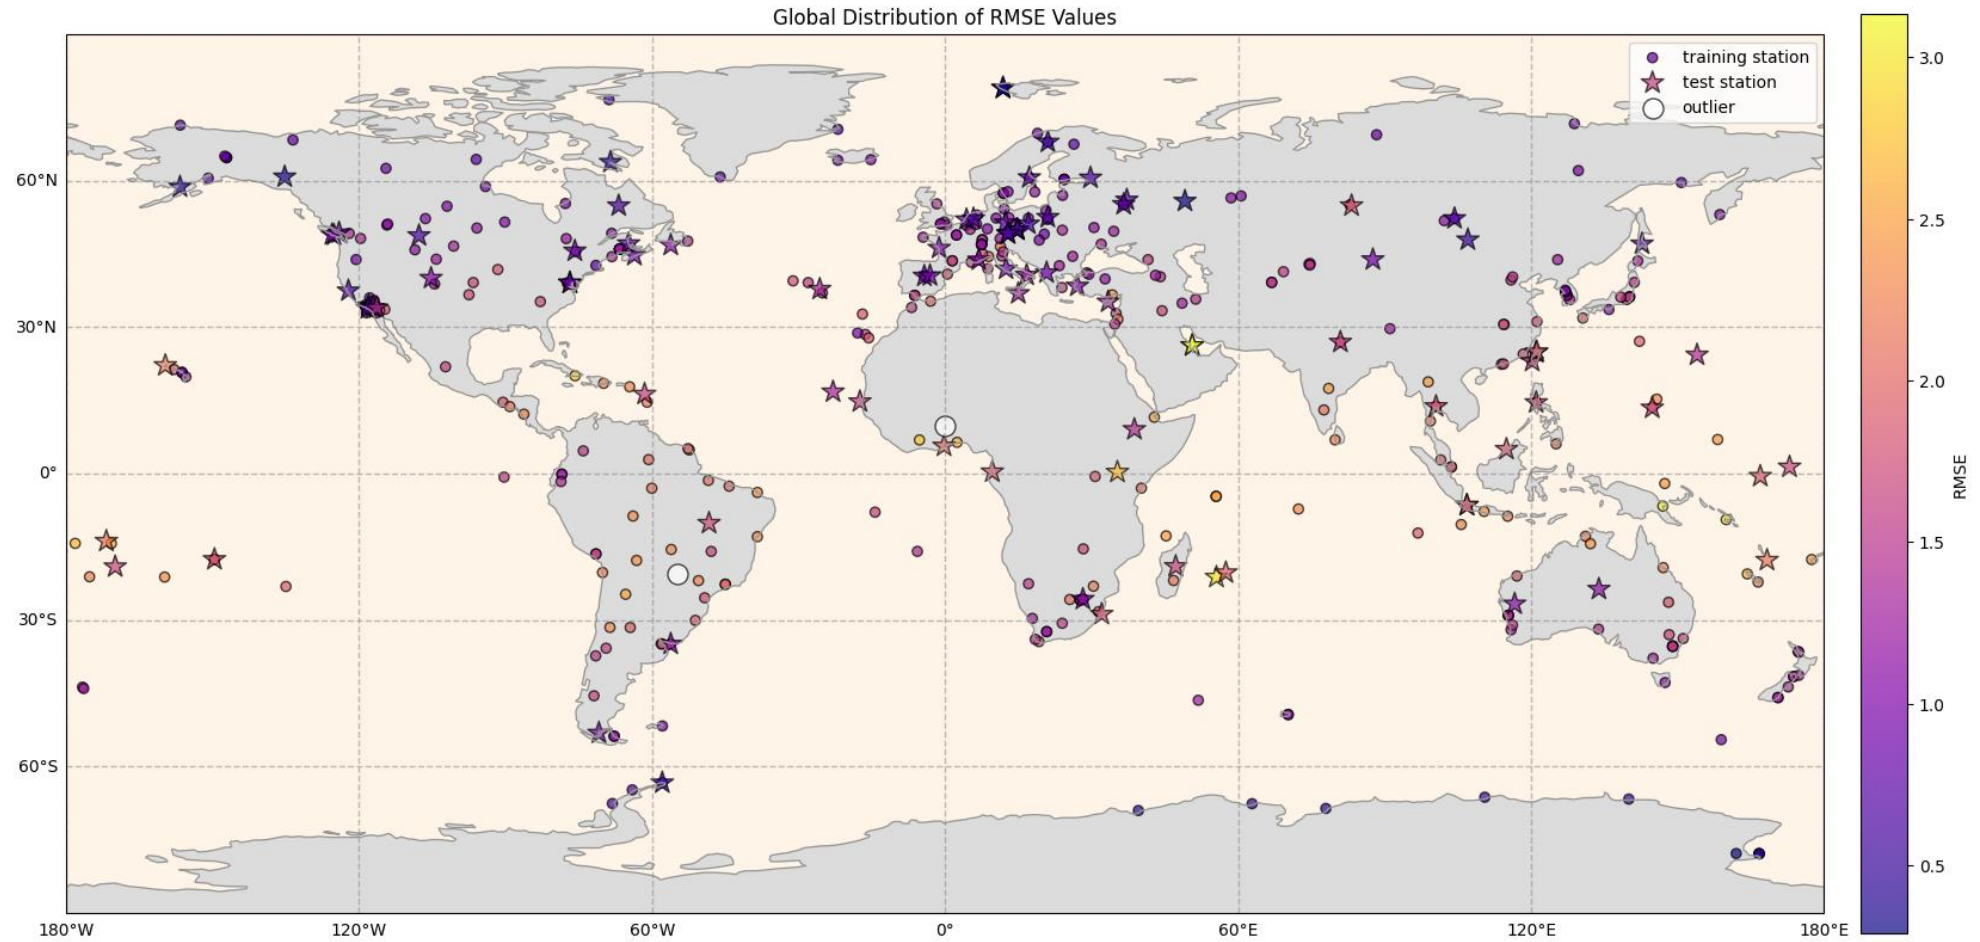 Global Distribution of RMSE Values
training station
test station
outlier
60°N
30°N
0°
30°S
60°S
180°W
120°W
60°W
0°
60°E
120°E
180°E
3.0
2.5
2.0
1.5
1.0
0.5
RMSE